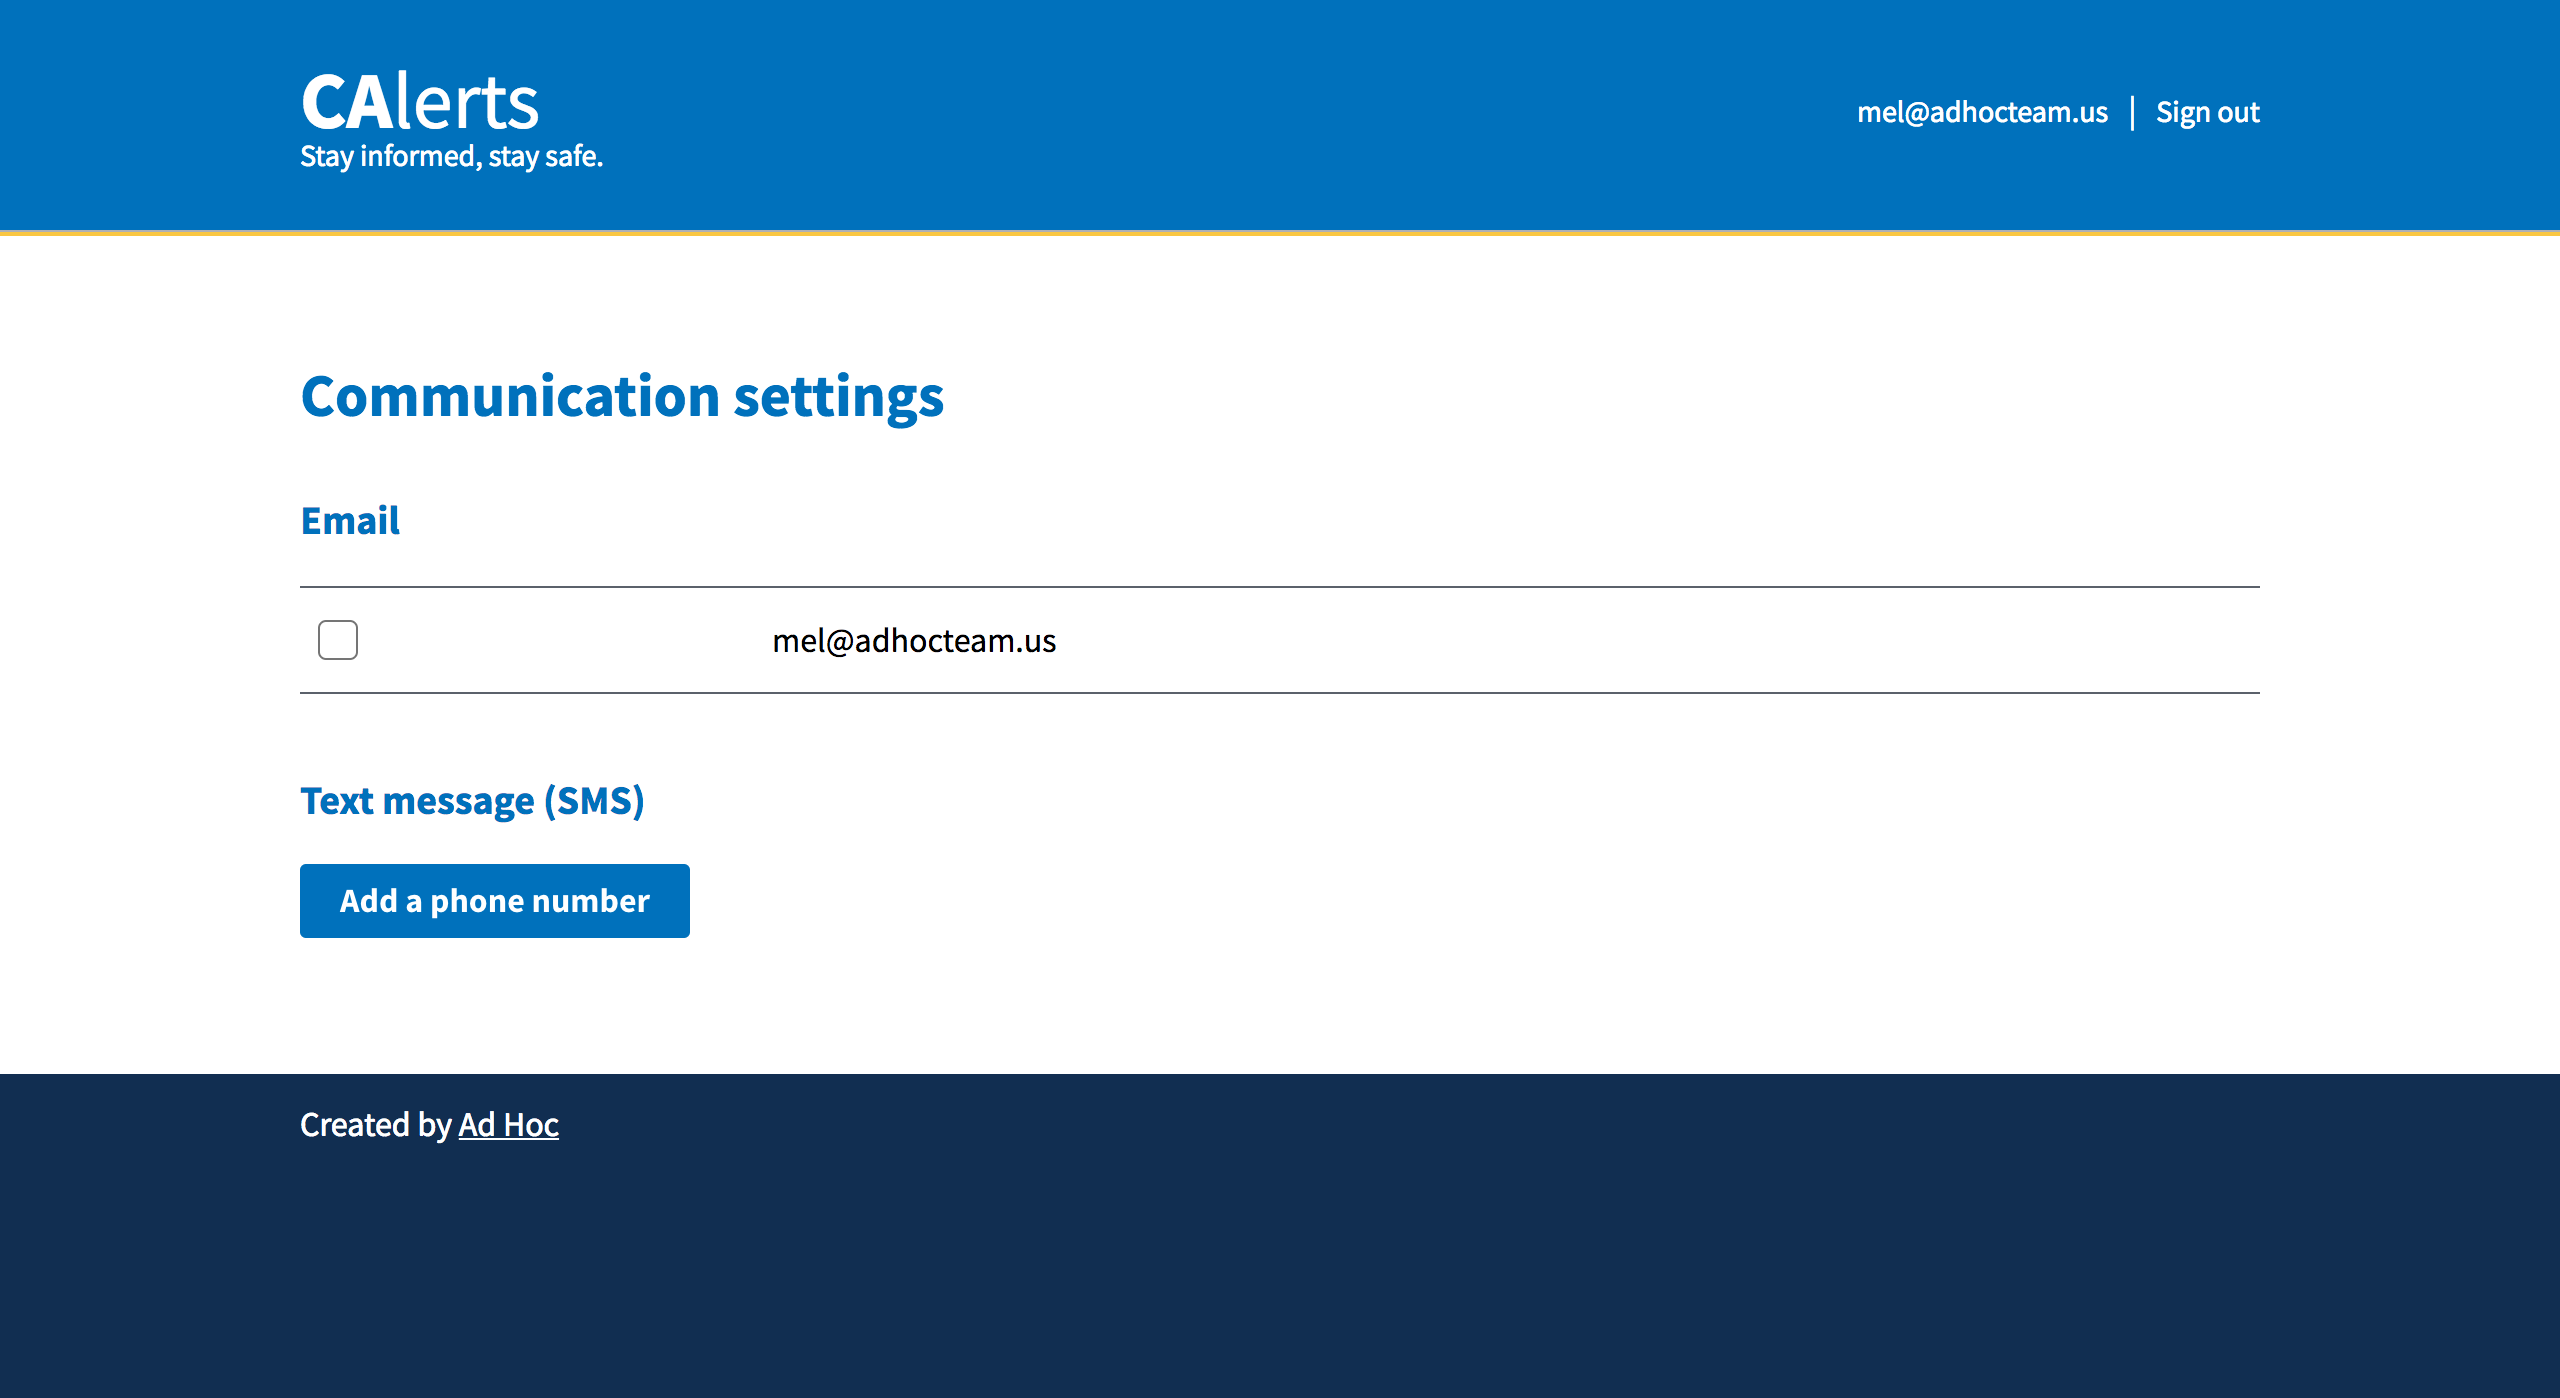 CAlerts
Stay informed, stay safe.
mel@adhocteam.us | Sign out
Communication settings
Email
mel@adhocteam.us
Text message (SMS)
Add a phone number
Created by Ad Hoc